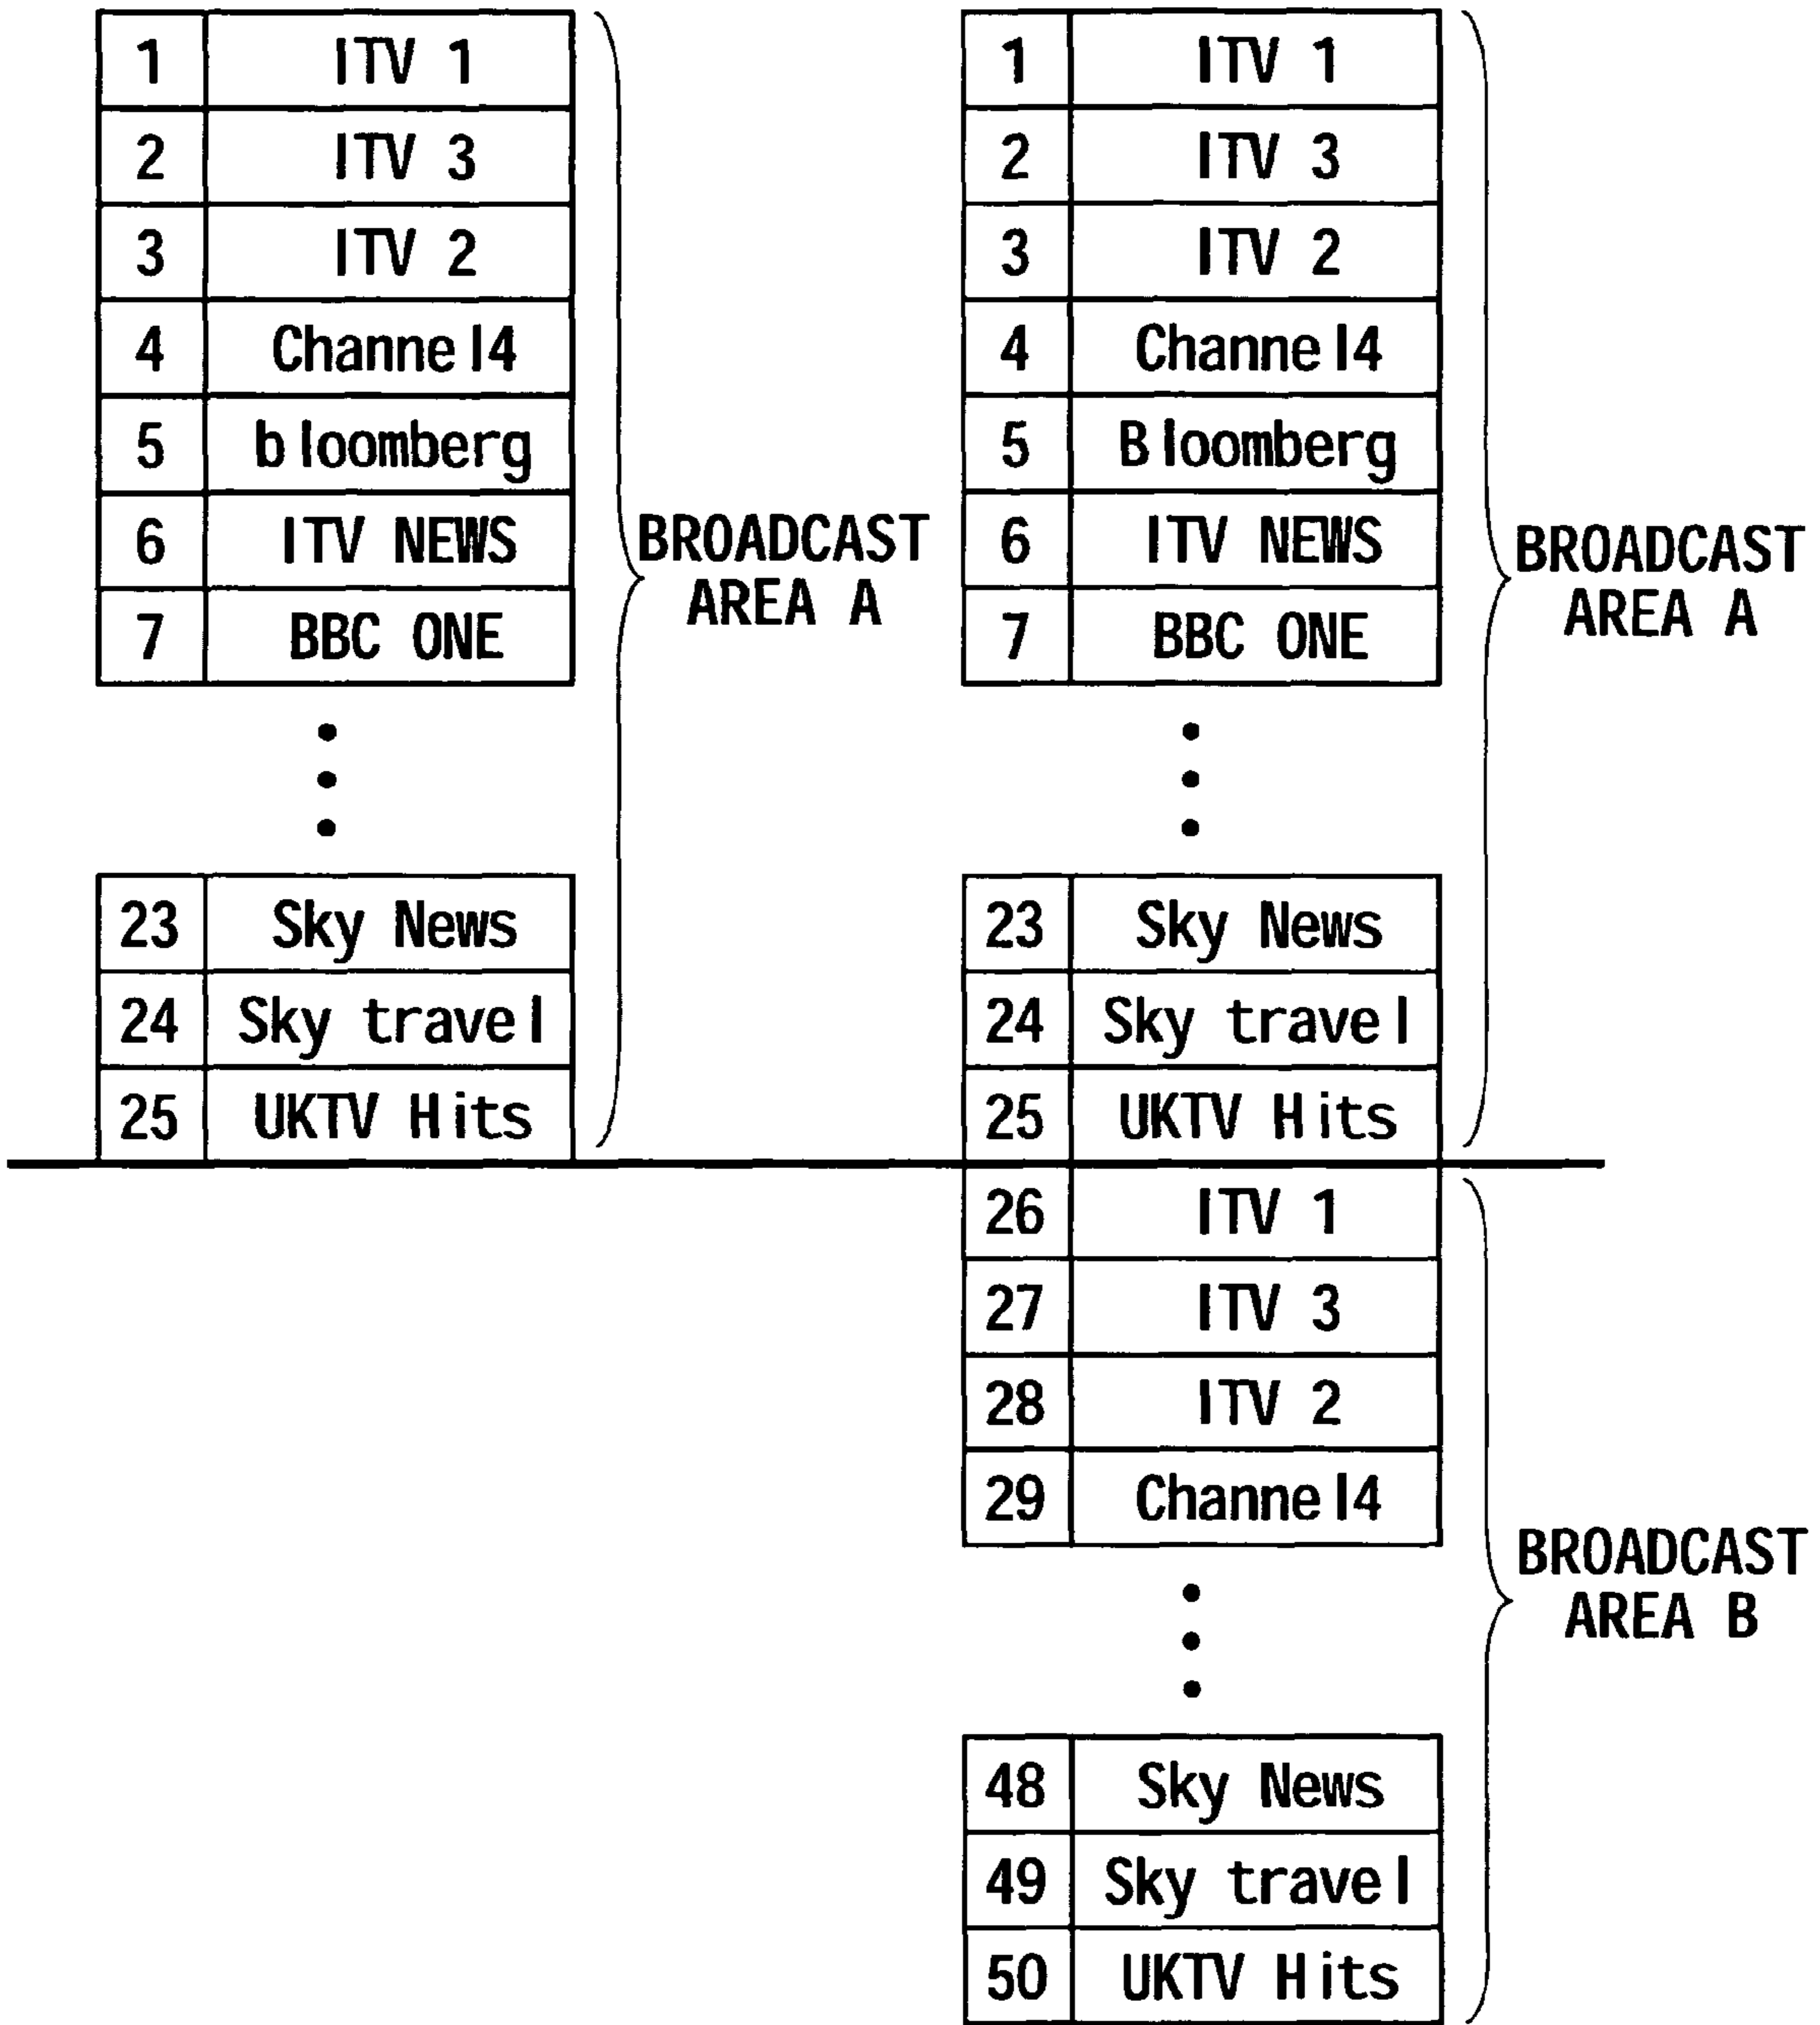 1 ITV 1
2 ITV 3
3 ITV 2
4 Channel4
5 bloomberg
6 ITV NEWS
7 BBC ONE
23 Sky News
24 Sky travel
25 UKTV Hits
BROADCAST
AREA A
1 ITV 1
2 ITV 3
3 ITV 2
4 Channel4
5 Bloomberg
6 ITV NEWS
7 BBC ONE
23 Sky News
24 Sky travel
25 UKTV Hits
BROADCAST
AREA A
26 ITV 1
27 ITV 3
28 ITV 2
29 Channel4
48 Sky News
49 Sky travel
50 UKTV Hits
BROADCAST
AREA B